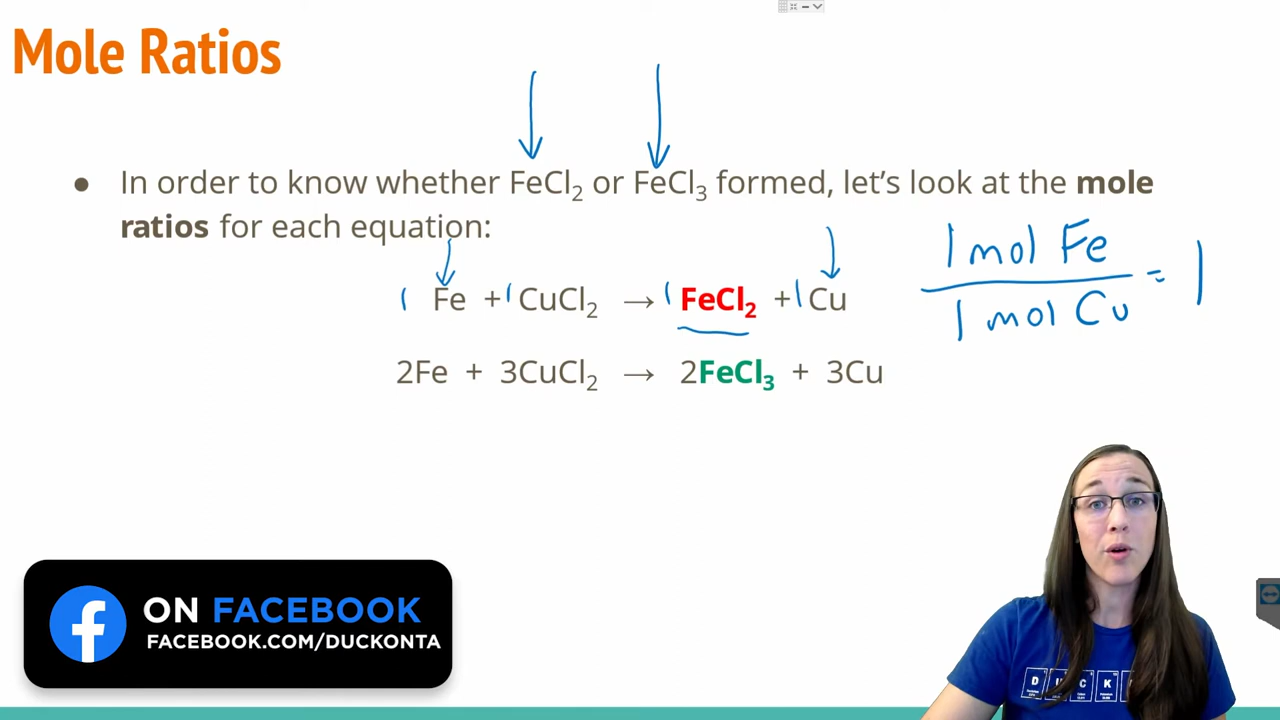 Mole Ratios
● In order to know whether FeCl₂ or FeCl₃ formed, let's look at the mole
ratios for each equation:
1 Fe + 1 CuCl₂ → 1 FeCl₂ + 1 Cu
2Fe + 3CuCl₂ → 2FeCl₃ + 3Cu
1 mol Fe
1 mol Cu
= 1
ON FACEBOOK
FACEBOOK.COM/DUCKONTA
D U C K